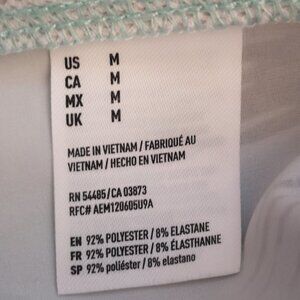 US M
CA M
MX M
UK M
MADE IN VIETNAM / FABRIQUÉ AU
VIETNAM / HECHO EN VIETNAM
RN 54485/CA 03873
RFC# AEM120605U9A
EN 92% POLYESTER / 8% ELASTANE
FR 92% POLYESTER / 8% ÉLASTHANNE
SP 92% poliéster / 8% elastano